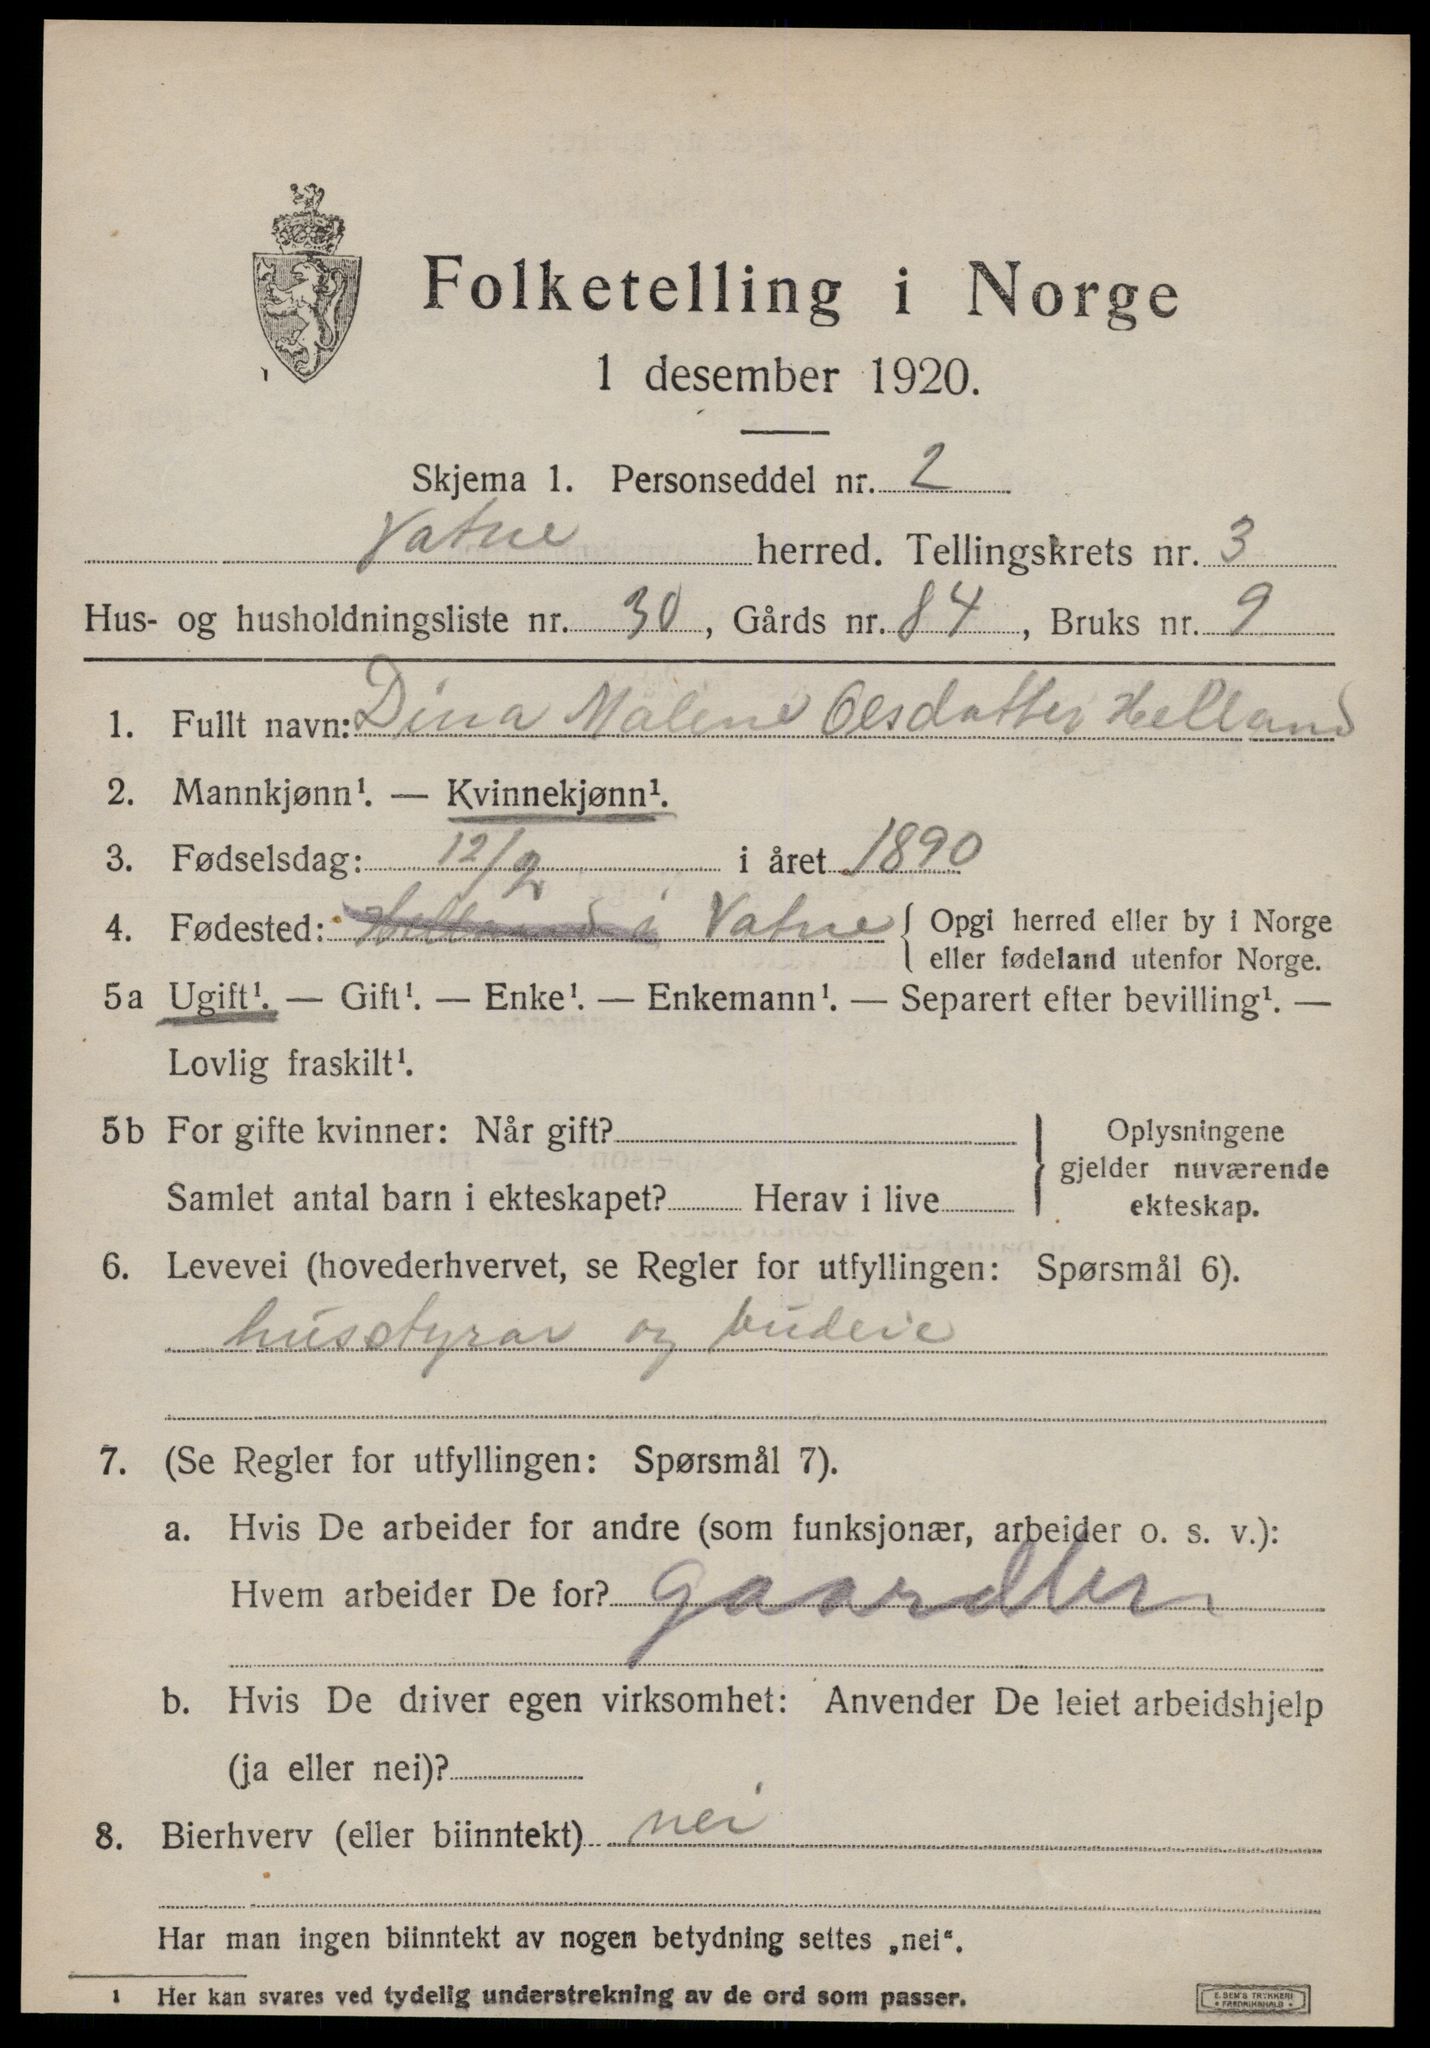 Folketelling i Norge
1 desember 1920.
Skjema 1. Personseddel nr. 2
Vatne herred. Tellingskrets nr. 3
Hus- og husholdningsliste nr. 30, Gårds nr. 84, Bruks nr. 9
1. Fullt navn: Dina Malene Olsdatter Helland
2. Mannkjønn¹. — Kvinnekjønn¹.
3. Fødselsdag: 12/2 i året 1890
4. Fødested: Helland i Vatne { Opgi herred eller by i Norge
eller fødeland utenfor Norge.
5a Ugift¹. — Gift¹. — Enke¹. — Enkemann¹. — Separert efter bevilling¹. —
Lovlig fraskilt¹.
5b For gifte kvinner: Når gift?
Samlet antal barn i ekteskapet? Herav i live
Oplysningene
gjelder nuværende
ekteskap.
6. Levevei (hovederhvervet, se Regler for utfyllingen: Spørsmål 6).
husstyrar og budeie
7. (Se Regler for utfyllingen: Spørsmål 7).
a. Hvis De arbeider for andre (som funksjonær, arbeider o. s. v.):
Hvem arbeider De for? gaardbr
b. Hvis De driver egen virksomhet: Anvender De leiet arbeidshjelp
(ja eller nei)?
8. Bierhverv (eller biinntekt) nei
Har man ingen biinntekt av nogen betydning settes „nei“.
1 Her kan svares ved tydelig understrekning av de ord som passer.
E. SEM'S TRYKKERI
• FREDRIKSHALD •